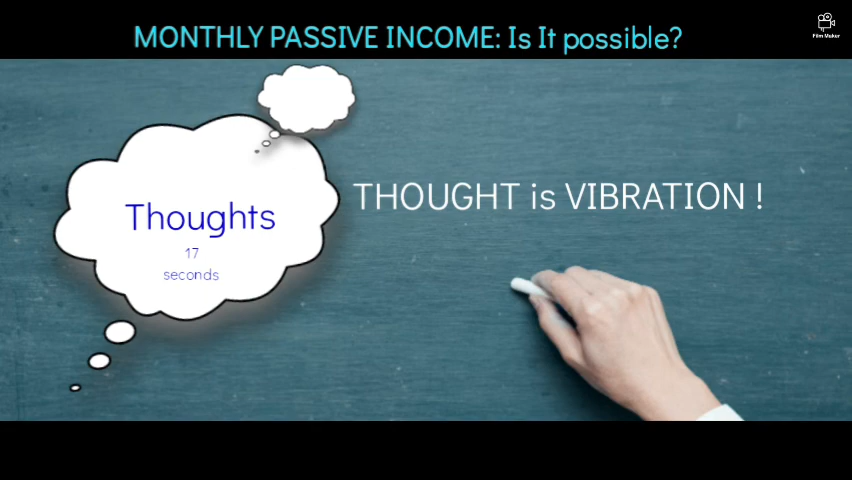 MONTHLY PASSIVE INCOME: Is It possible?
Film Maker
THOUGHT is VIBRATION !
Thoughts
17
seconds